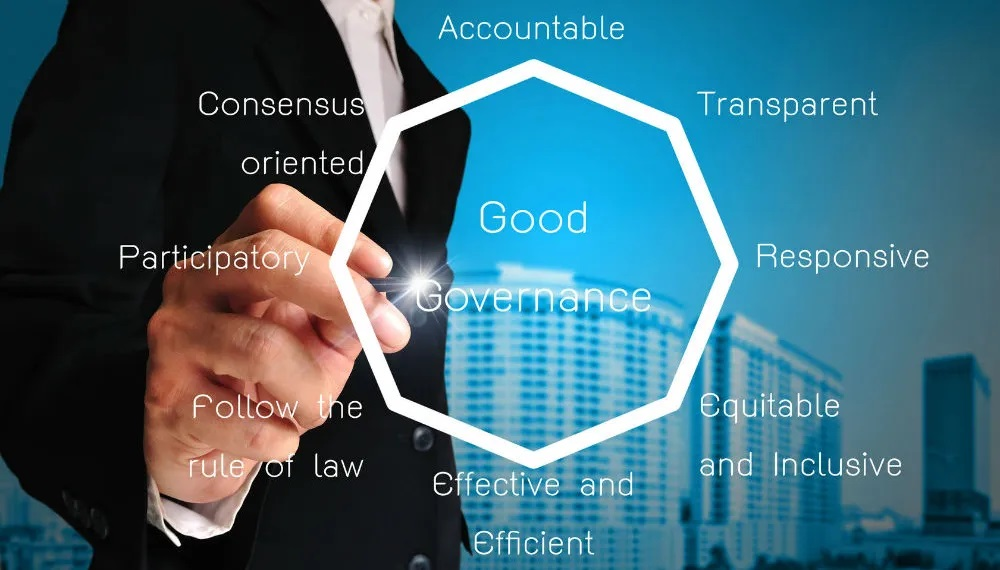 Accountable
Consensus
oriented
Transparent
Good
Governance
Participatory
Responsive
Follow the
rule of law
Equitable
and Inclusive
Effective and
Efficient